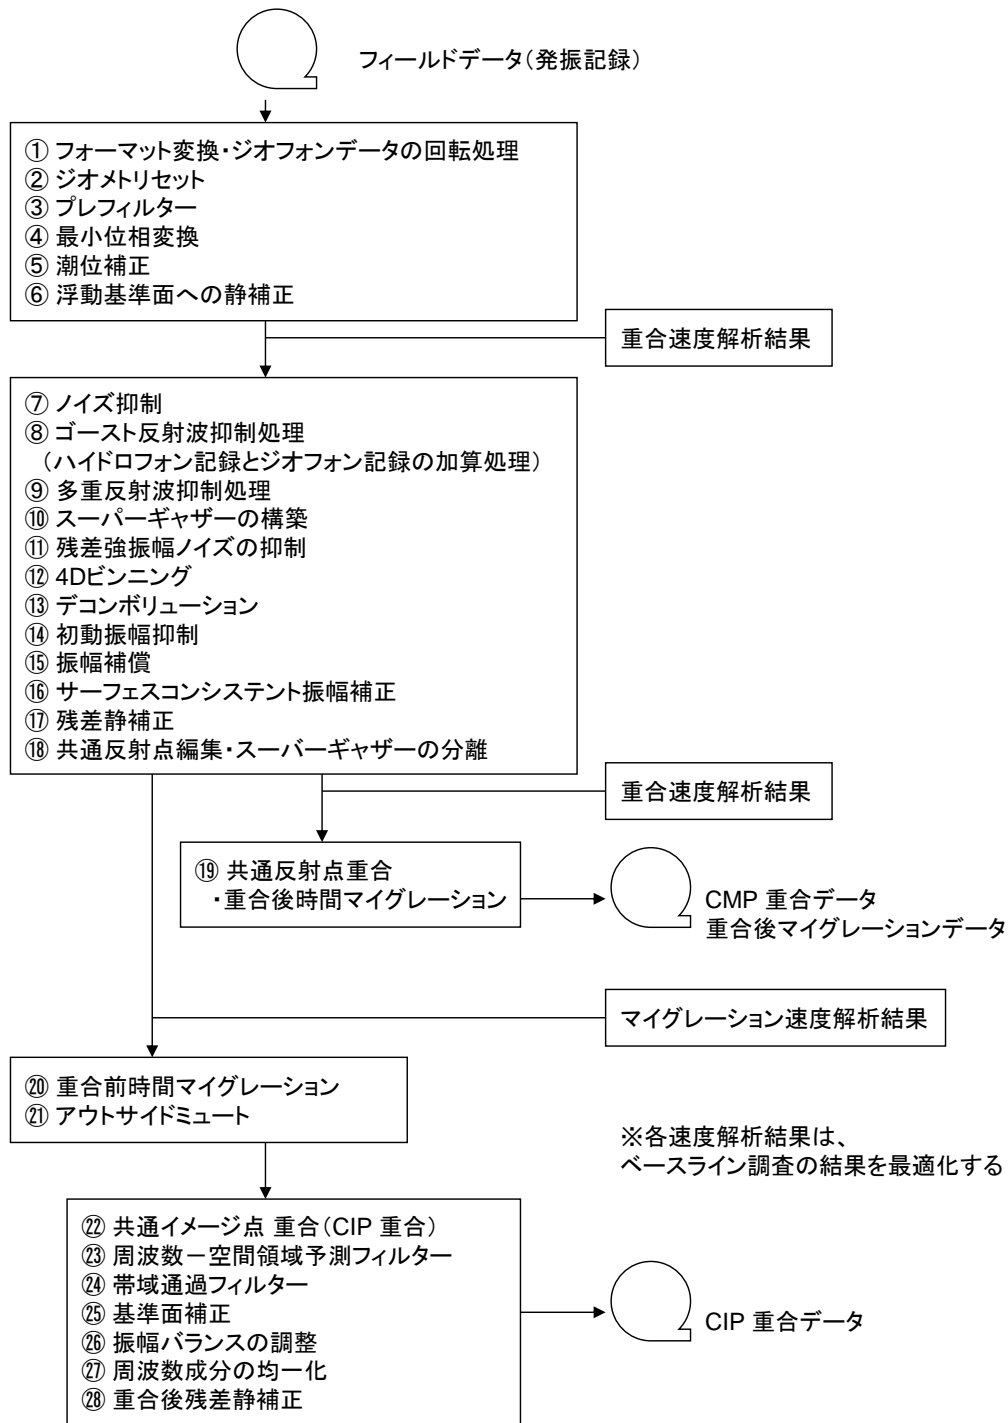 フィールドデータ(発振記録)
① フォーマット変換・ジオフォンデータの回転処理
② ジオメトリセット
③ プレフィルター
④ 最小位相変換
⑤ 潮位補正
⑥ 浮動基準面への静補正
重合速度解析結果
⑦ ノイズ抑制
⑧ ゴースト反射波抑制処理
(ハイドロフォン記録とジオフォン記録の加算処理)
⑨ 多重反射波抑制処理
⑩ スーパーギャザーの構築
⑪ 残差強振幅ノイズの抑制
⑫ 4Dビンニング
⑬ デコンボリューション
⑭ 初動振幅抑制
⑮ 振幅補償
⑯ サーフェスコンシステント振幅補正
⑰ 残差静補正
⑱ 共通反射点編集・スーパーギャザーの分離
重合速度解析結果
⑲ 共通反射点重合
・重合後時間マイグレーション
CMP 重合データ
重合後マイグレーションデータ
マイグレーション速度解析結果
⑳ 重合前時間マイグレーション
㉑ アウトサイドミュート
※各速度解析結果は、
ベースライン調査の結果を最適化する
㉒ 共通イメージ点 重合(CIP 重合)
㉓ 周波数－空間領域予測フィルター
㉔ 帯域通過フィルター
㉕ 基準面補正
㉖ 振幅バランスの調整
㉗ 周波数成分の均一化
㉘ 重合後残差静補正
CIP 重合データ